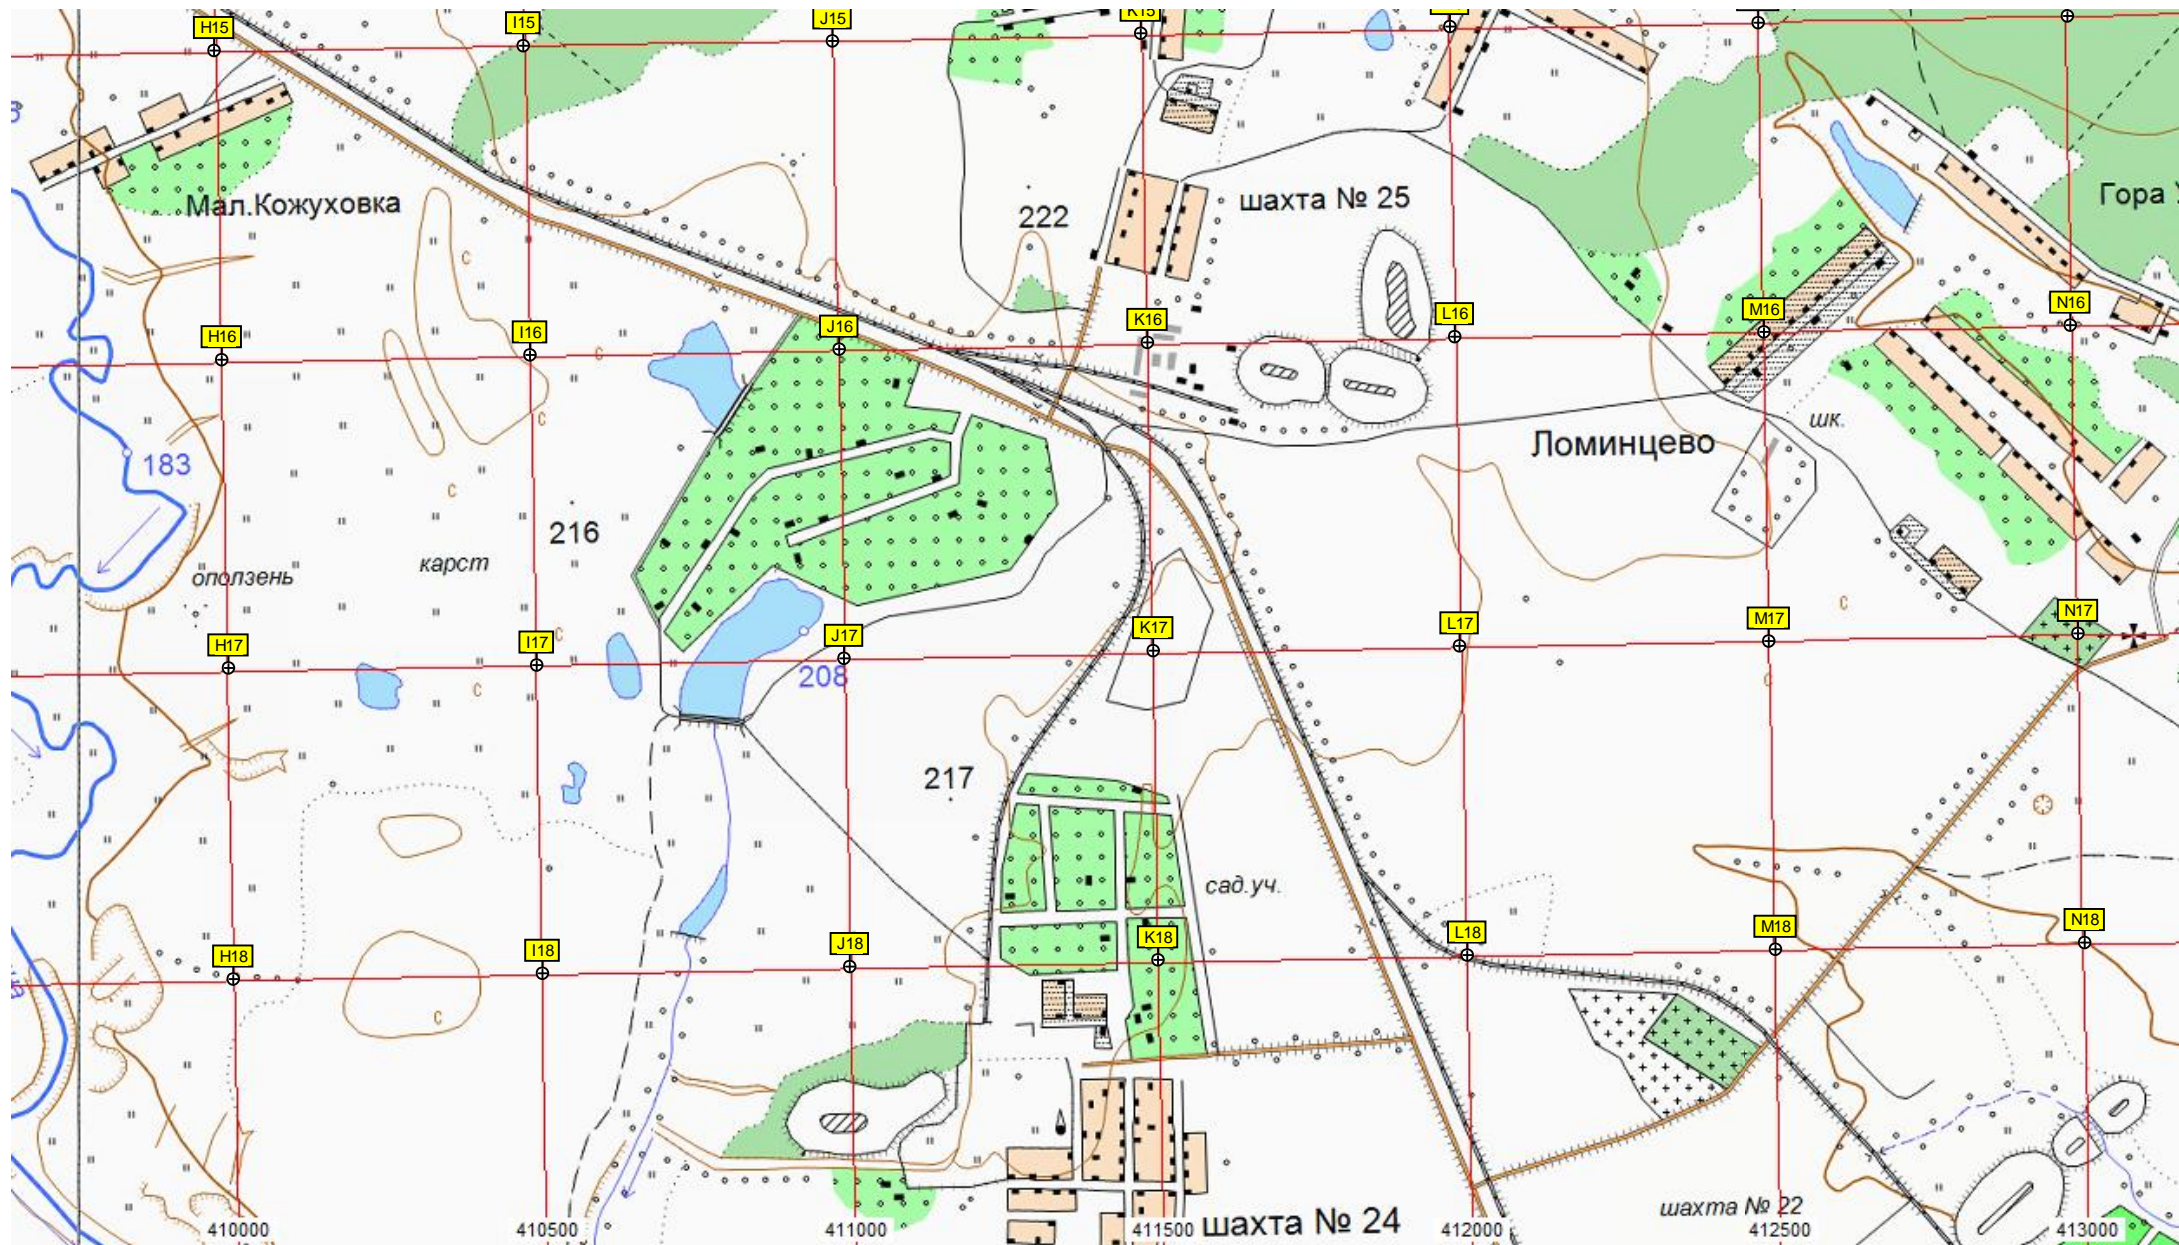 H15
I15
J15
K15
Мал.Кожуховка
222
шахта № 25
Гора
H16
I16
J16
K16
L16
M16
N16
с
с
с
шк.
Ломинцево
183
с
216
карст
оползень
с
H17
I17
J17
K17
L17
M17
N17
с
с
с
208
217
сад.уч.
H18
I18
J18
K18
L18
M18
N18
с
шахта № 22
шахта № 24
410000
410500
411000
411500
412000
412500
413000